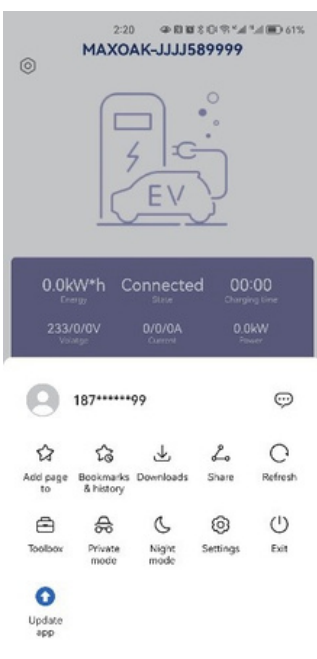 2:20
61%
MAXOAK-JJJJ589999
EV
0.0kW*h Connected 00:00
Energy State Charging time
233/0/0V 0/0/0A 0.0kW
Voltatge Current Power
187******99
Add page to
Bookmarks & history
Downloads
Share
Refresh
Toolbox
Private mode
Night mode
Settings
Exit
Update app